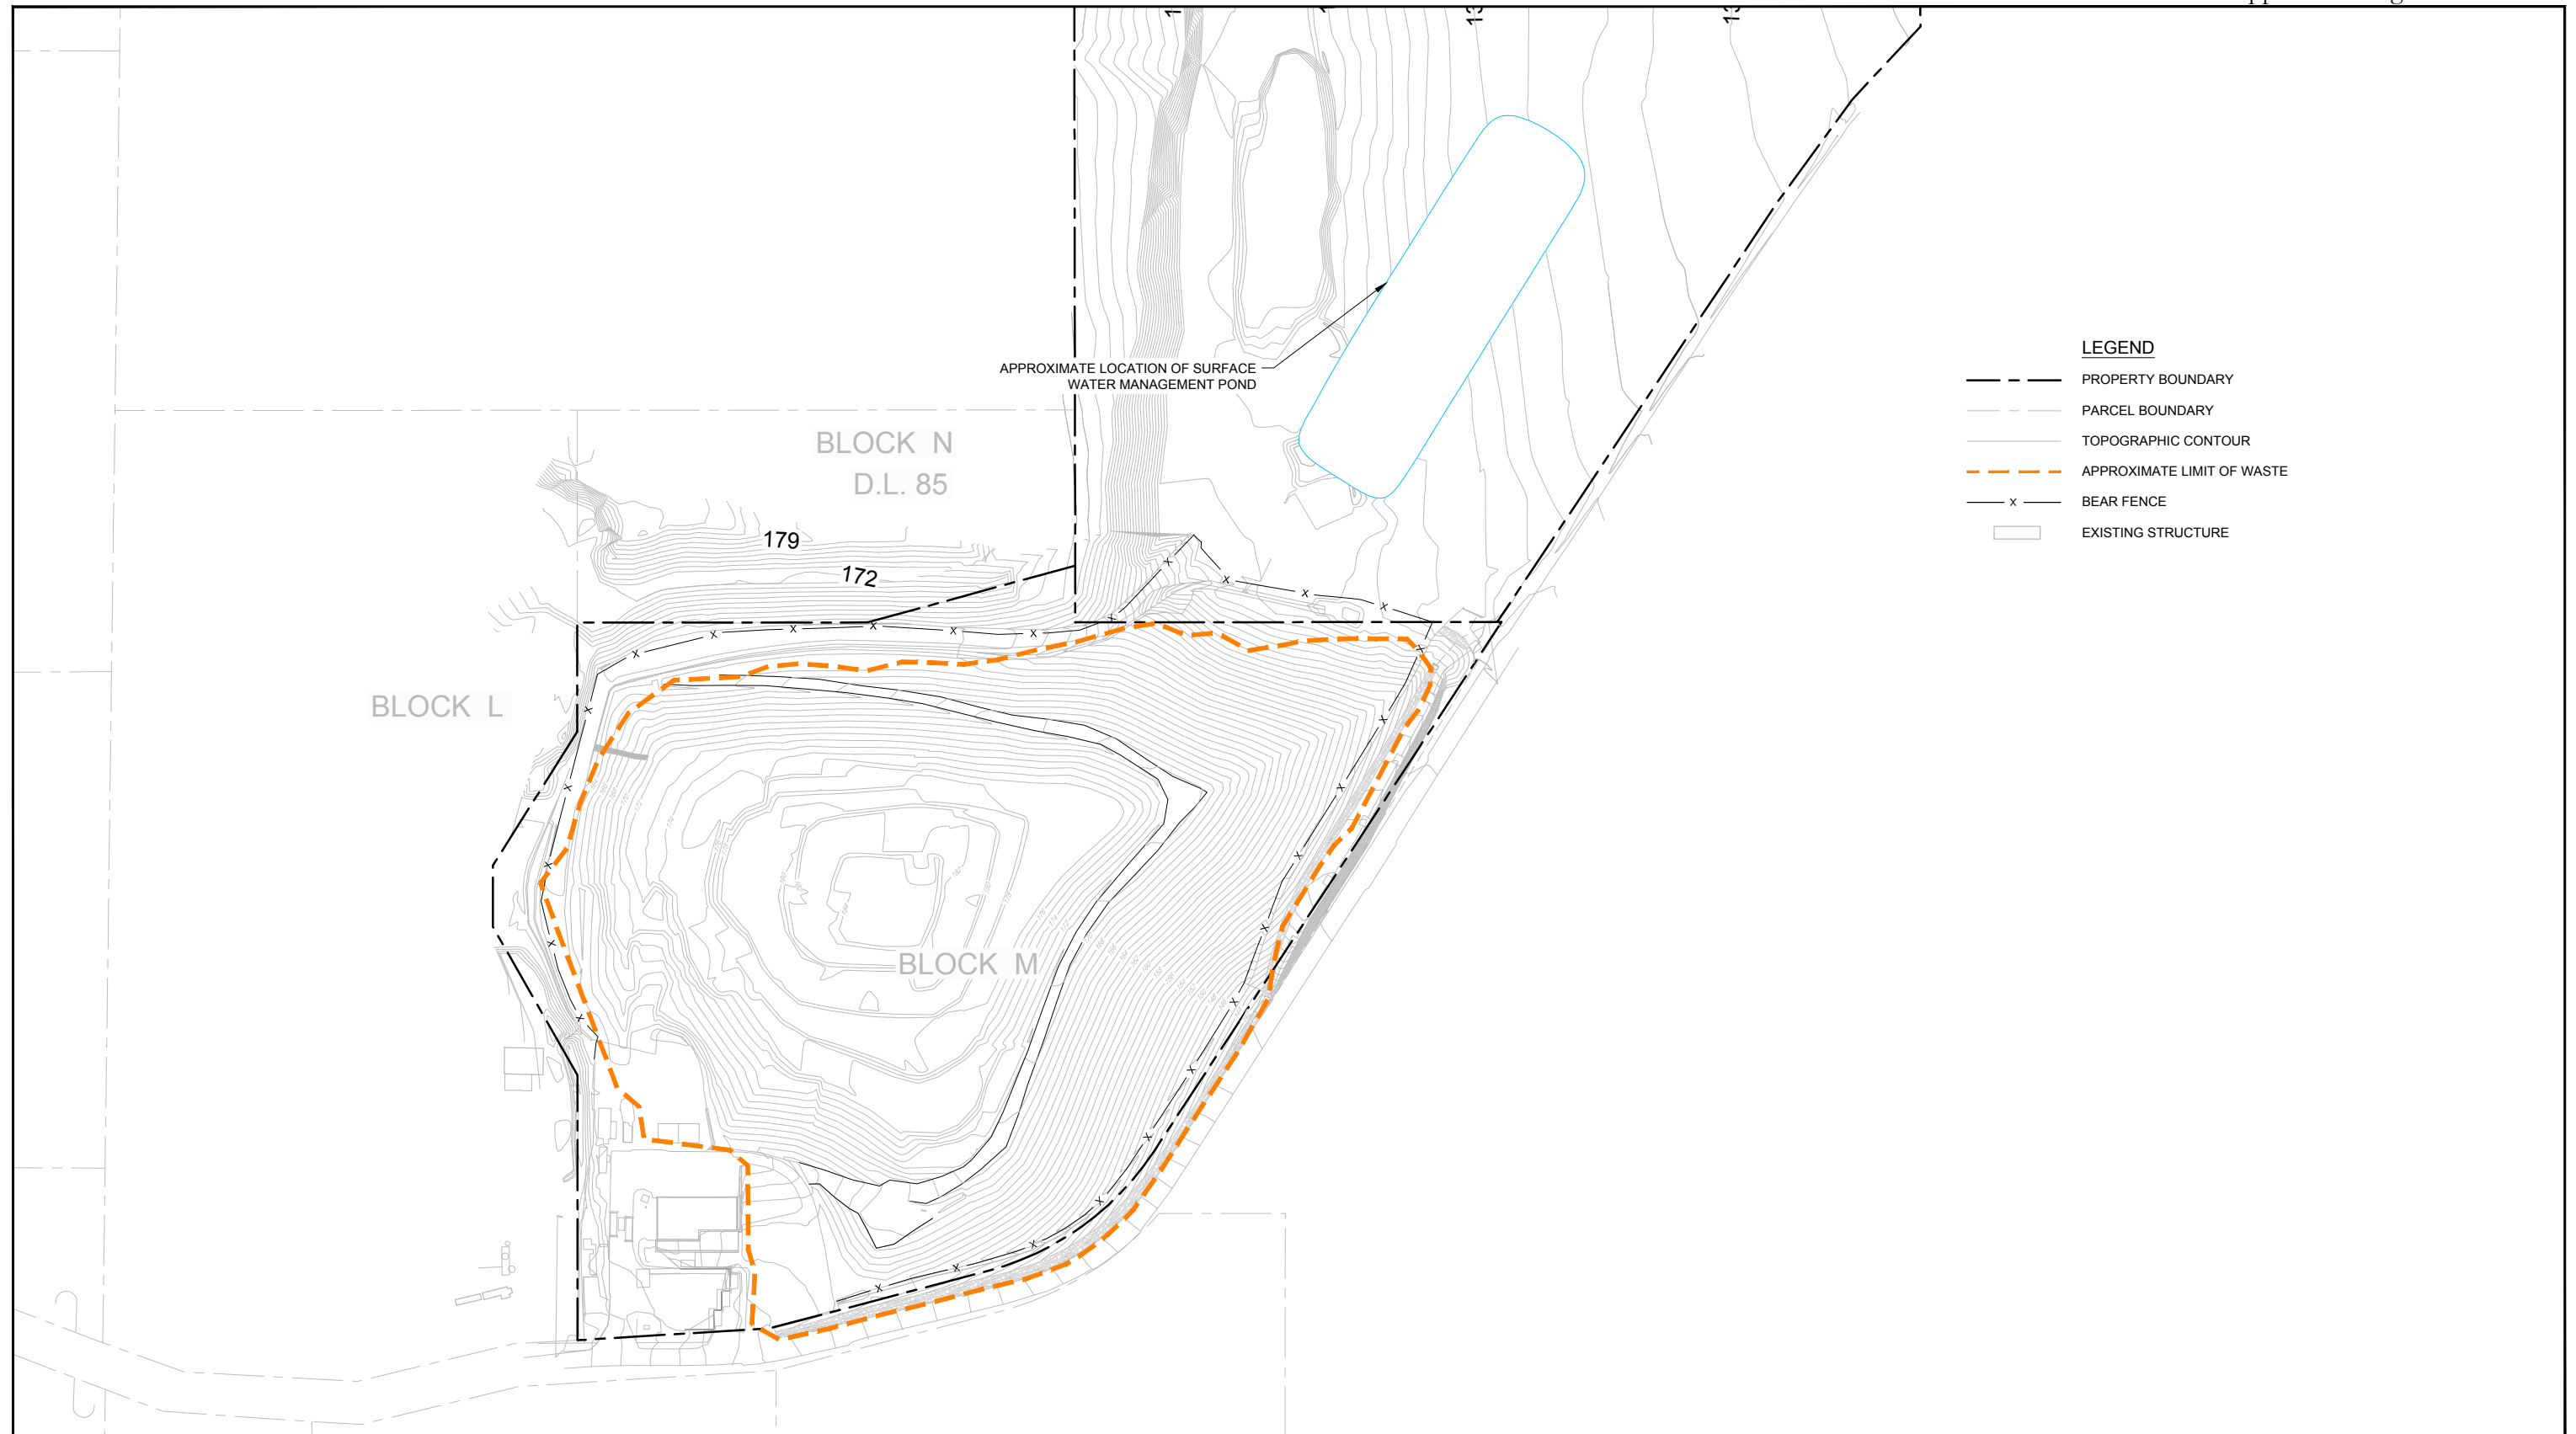 APPROXIMATE LOCATION OF SURFACE
WATER MANAGEMENT POND
LEGEND
PROPERTY BOUNDARY
PARCEL BOUNDARY
TOPOGRAPHIC CONTOUR
APPROXIMATE LIMIT OF WASTE
x BEAR FENCE
EXISTING STRUCTURE
BLOCK N
D.L. 85
179
172
BLOCK L
BLOCK M